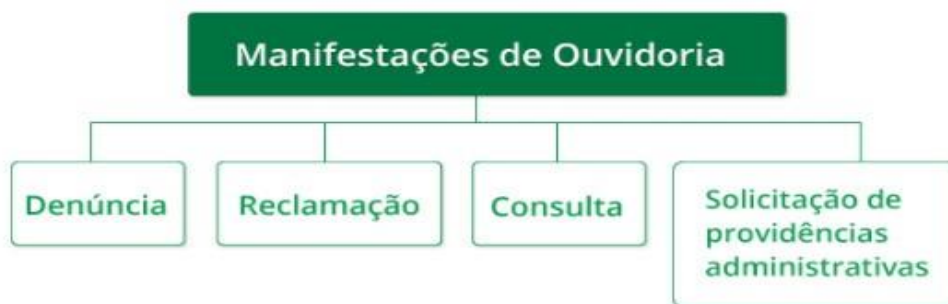 Manifestações de Ouvidoria
Denúncia
Reclamação
Consulta
Solicitação de
providências
administrativas